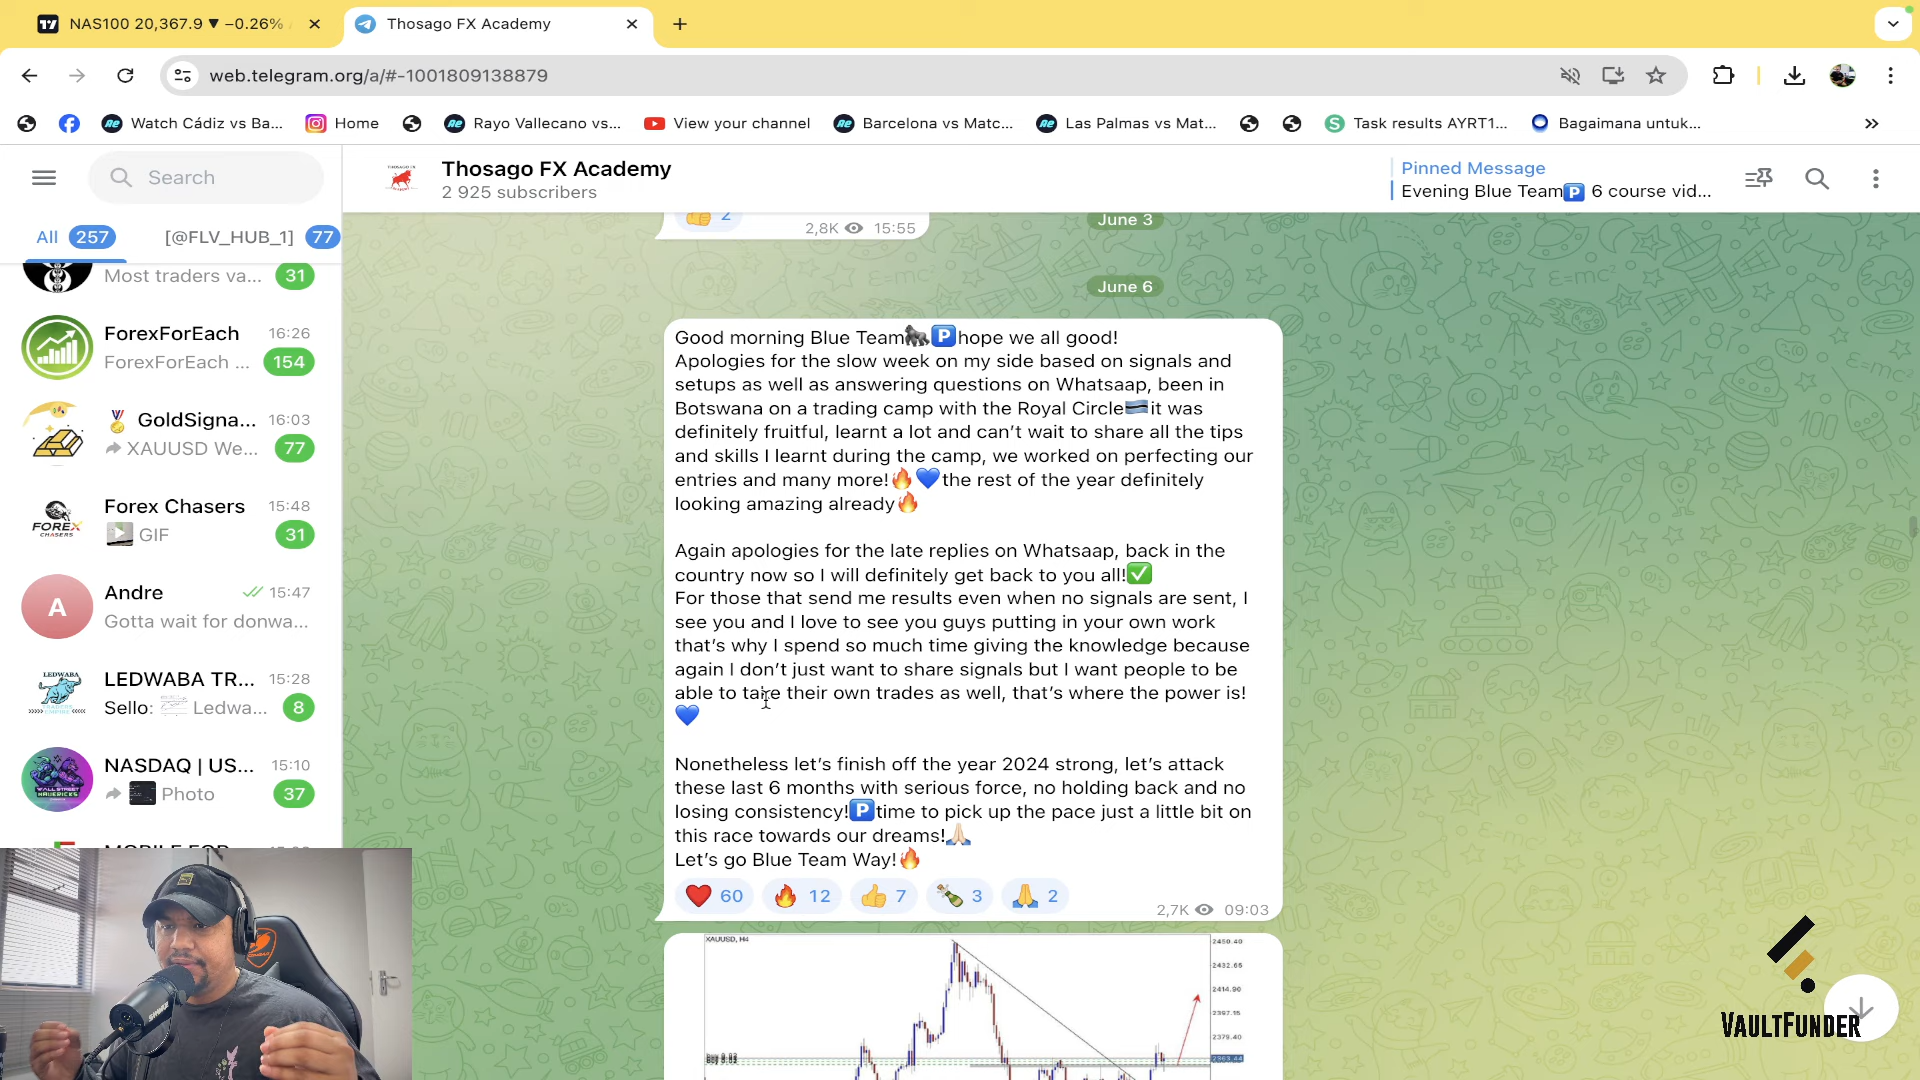 NAS100 20,367.9 ▼ −0.26%
Thosago FX Academy
web.telegram.org/a/#-1001809138879
Watch Cádiz vs Ba...
Home
Rayo Vallecano vs...
View your channel
Barcelona vs Matc...
Las Palmas vs Mat...
Task results AYRT1...
Bagaimana untuk...
Search
Thosago FX Academy
2 925 subscribers
Pinned Message
Evening Blue Team🅿️ 6 course vid...
All 257
[@FLV_HUB_1] 77
Most traders va... 31
ForexForEach 16:26
ForexForEach ... 154
🏅 GoldSigna... 16:03
XAUUSD We... 77
FOREX
CHASERS
Forex Chasers 15:48
GIF 31
A
Andre 15:47
Gotta wait for donwa...
LEDWABA
LEDWABA TR... 15:28
Sello: Ledwa... 8
NASDAQ | US... 15:10
Photo 37
2
2,8K 15:55
June 3
June 6
Good morning Blue Team🦍🅿️hope we all good!
Apologies for the slow week on my side based on signals and
setups as well as answering questions on Whatsaap, been in
Botswana on a trading camp with the Royal Circle🇧🇼it was
definitely fruitful, learnt a lot and can't wait to share all the tips
and skills I learnt during the camp, we worked on perfecting our
entries and many more!🔥💙the rest of the year definitely
looking amazing already🔥
Again apologies for the late replies on Whatsaap, back in the
country now so I will definitely get back to you all!✅
For those that send me results even when no signals are sent, I
see you and I love to see you guys putting in your own work
that's why I spend so much time giving the knowledge because
again I don't just want to share signals but I want people to be
able to take their own trades as well, that's where the power is!
💙
Nonetheless let's finish off the year 2024 strong, let's attack
these last 6 months with serious force, no holding back and no
losing consistency!🅿️time to pick up the pace just a little bit on
this race towards our dreams!🙏🏻
Let's go Blue Team Way!🔥
❤️ 60 🔥 12 👍 7 🍾 3 🙏 2
2,7K 09:03
XAUUSD, H4
2450.40
2432.65
2414.90
2397.15
2379.40
2363.44
VAULTFUNDER